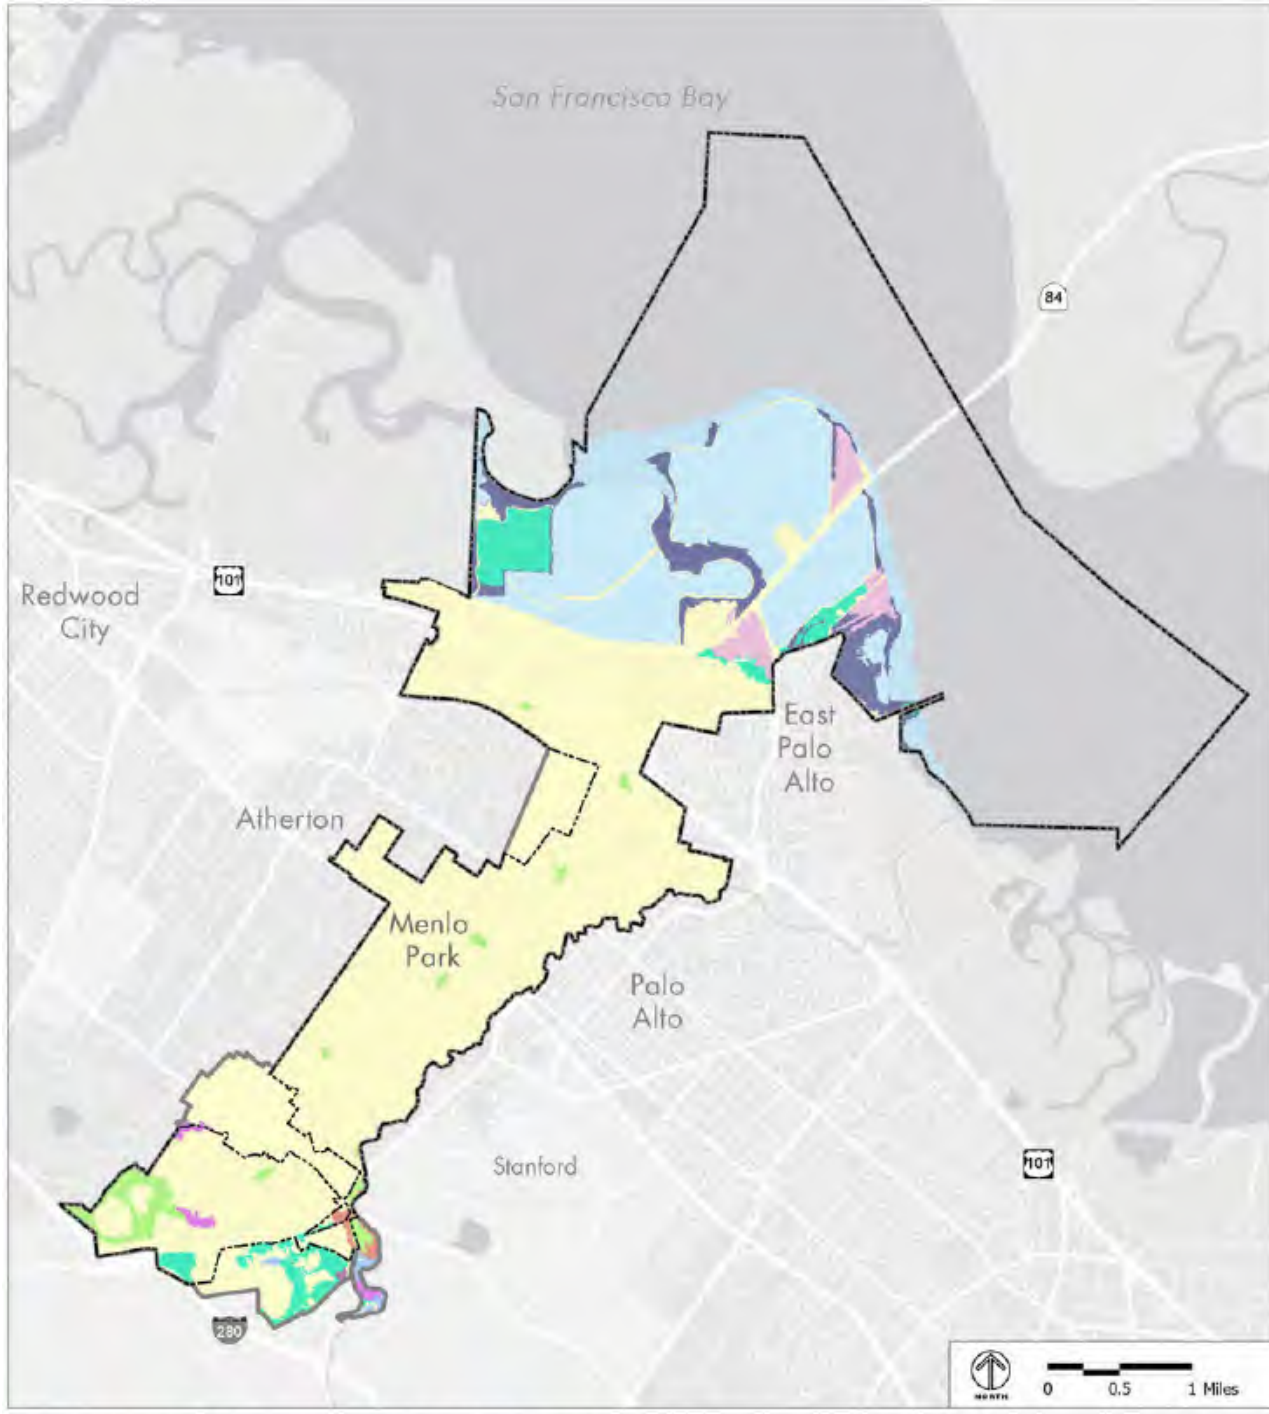 San Francisco Bay
84
Redwood
City
101
East
Palo
Alto
Atherton
Menlo
Park
Palo
Alto
Stanford
101
280
NORTH
0 0.5 1 Miles